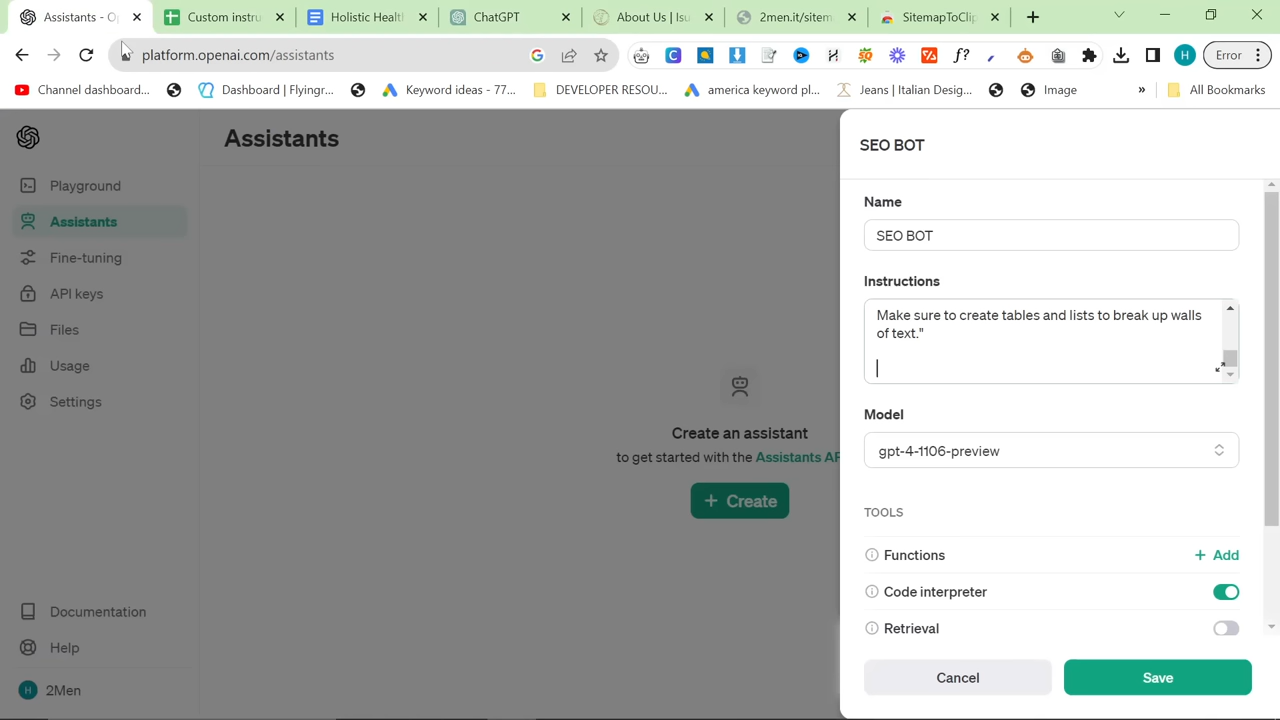 Assistants - Op
Custom instru
Holistic Health
ChatGPT
About Us | Isu
2men.it/sitem
SitemapToClip
platform.openai.com/assistants
Error
Channel dashboard...
Dashboard | Flyingr...
Keyword ideas - 77...
DEVELOPER RESOU...
america keyword pl...
Jeans | Italian Desig...
Image
»
All Bookmarks
Assistants
Playground
Assistants
Fine-tuning
API keys
Files
Usage
Settings
Documentation
Help
H 2Men
Create an assistant
to get started with the Assistants AP
+ Create
SEO BOT
Name
SEO BOT
Instructions
Make sure to create tables and lists to break up walls
of text."
Model
gpt-4-1106-preview
TOOLS
Functions
+ Add
Code interpreter
Retrieval
Cancel
Save